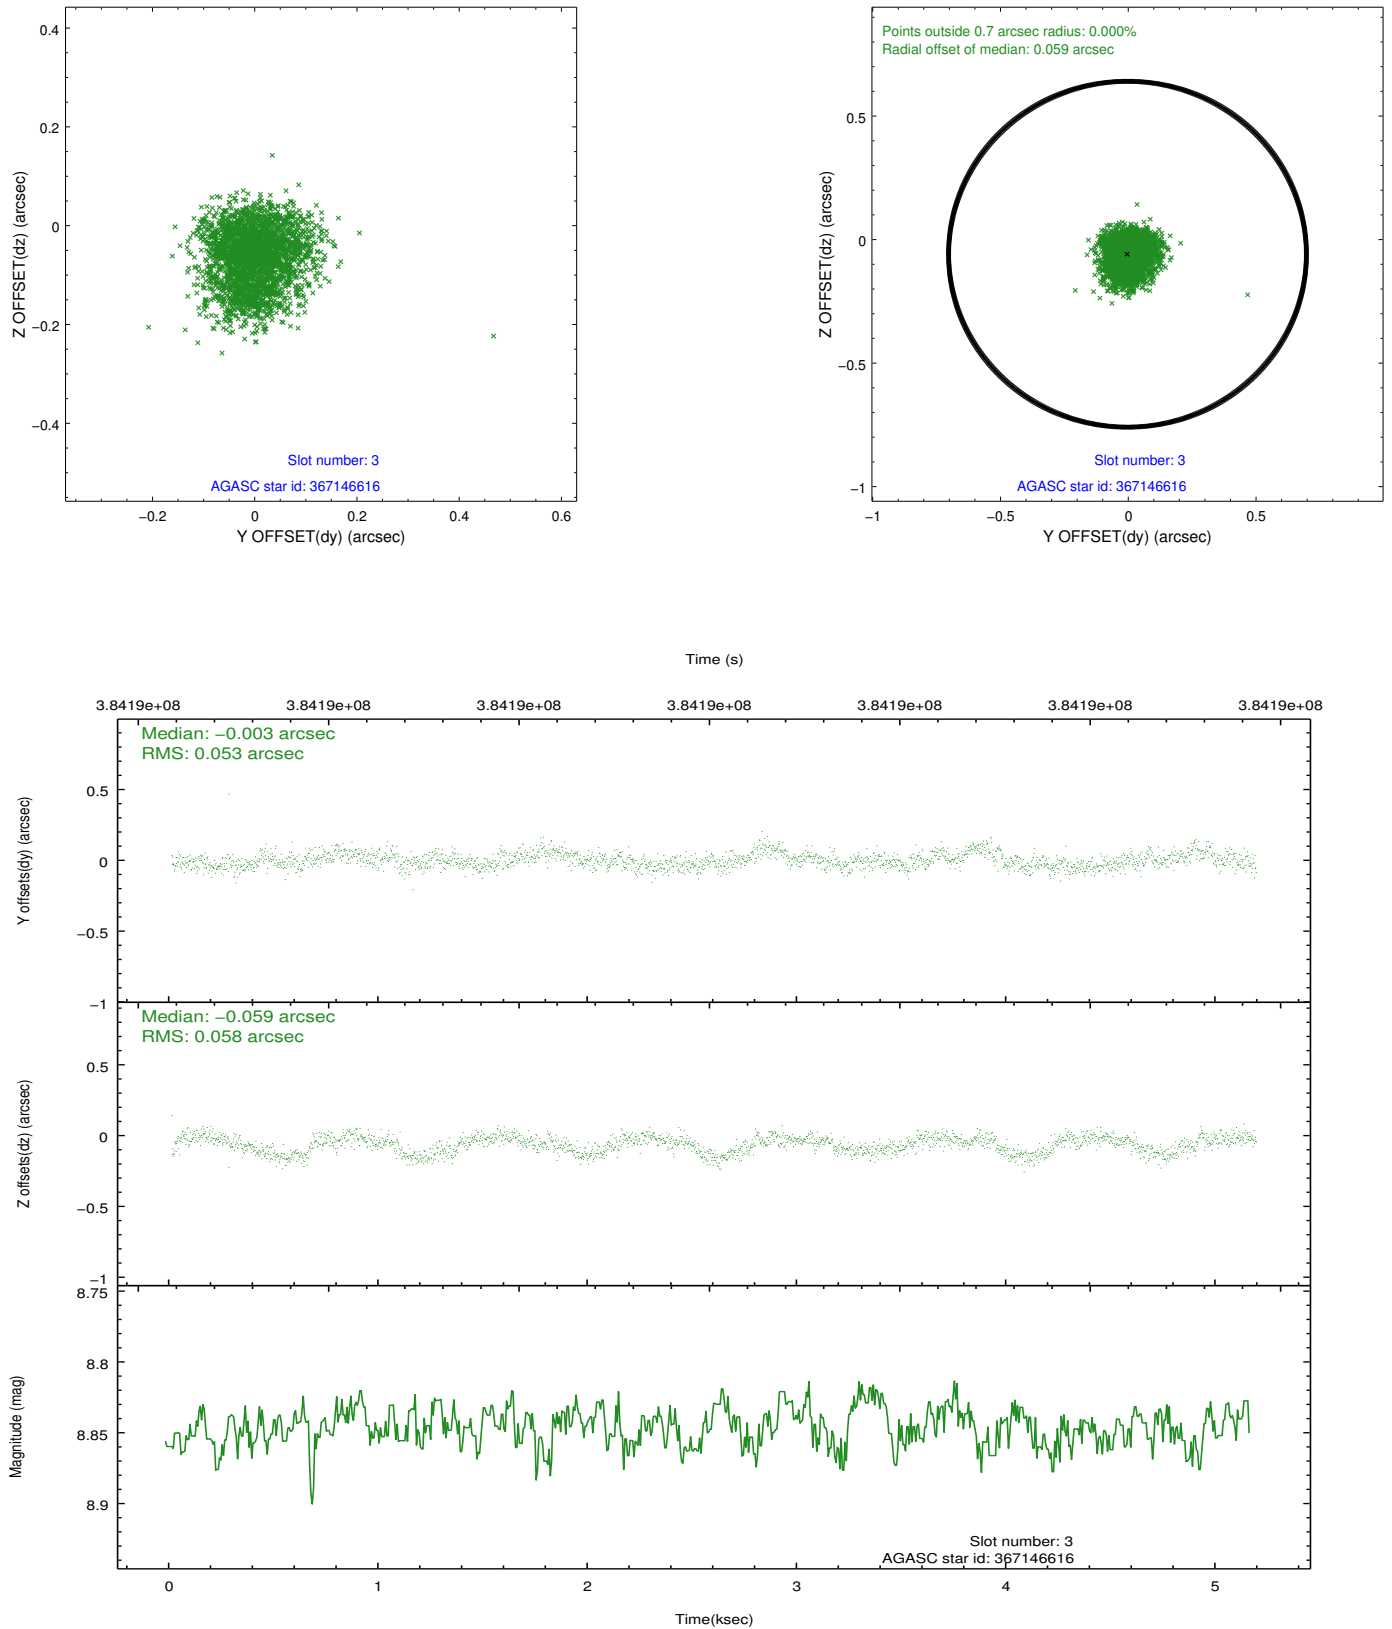 0.4
0.2
0
−0.2
−0.4
Z OFFSET(dz) (arcsec)
Slot number: 3
AGASC star id: 367146616
−0.2 0 0.2 0.4 0.6
Y OFFSET(dy) (arcsec)
Points outside 0.7 arcsec radius: 0.000%
Radial offset of median: 0.059 arcsec
0.5
0
−0.5
−1
Z OFFSET(dz) (arcsec)
Slot number: 3
AGASC star id: 367146616
−1 −0.5 0 0.5
Y OFFSET(dy) (arcsec)
Time (s)
3.8419e+08 3.8419e+08 3.8419e+08 3.8419e+08 3.8419e+08 3.8419e+08 3.8419e+08
Median: −0.003 arcsec
RMS: 0.053 arcsec
0.5
0
−0.5
−1
Y offsets(dy) (arcsec)
Median: −0.059 arcsec
RMS: 0.058 arcsec
0.5
0
−0.5
−1
Z offsets(dz) (arcsec)
8.75
8.8
8.85
8.9
Magnitude (mag)
Slot number: 3
AGASC star id: 367146616
0 1 2 3 4 5
Time(ksec)